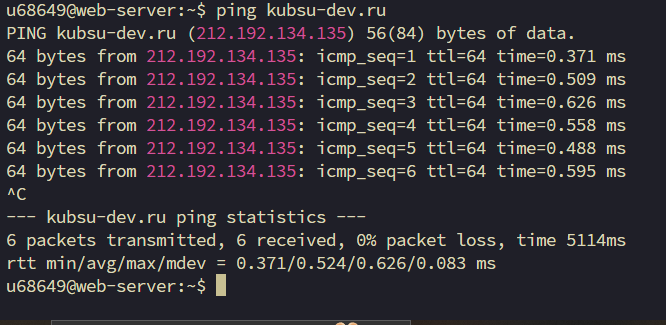 u68649@web-server:~$ ping kubsu-dev.ru
PING kubsu-dev.ru (212.192.134.135) 56(84) bytes of data.
64 bytes from 212.192.134.135: icmp_seq=1 ttl=64 time=0.371 ms
64 bytes from 212.192.134.135: icmp_seq=2 ttl=64 time=0.509 ms
64 bytes from 212.192.134.135: icmp_seq=3 ttl=64 time=0.626 ms
64 bytes from 212.192.134.135: icmp_seq=4 ttl=64 time=0.558 ms
64 bytes from 212.192.134.135: icmp_seq=5 ttl=64 time=0.488 ms
64 bytes from 212.192.134.135: icmp_seq=6 ttl=64 time=0.595 ms
^C
--- kubsu-dev.ru ping statistics ---
6 packets transmitted, 6 received, 0% packet loss, time 5114ms
rtt min/avg/max/mdev = 0.371/0.524/0.626/0.083 ms
u68649@web-server:~$